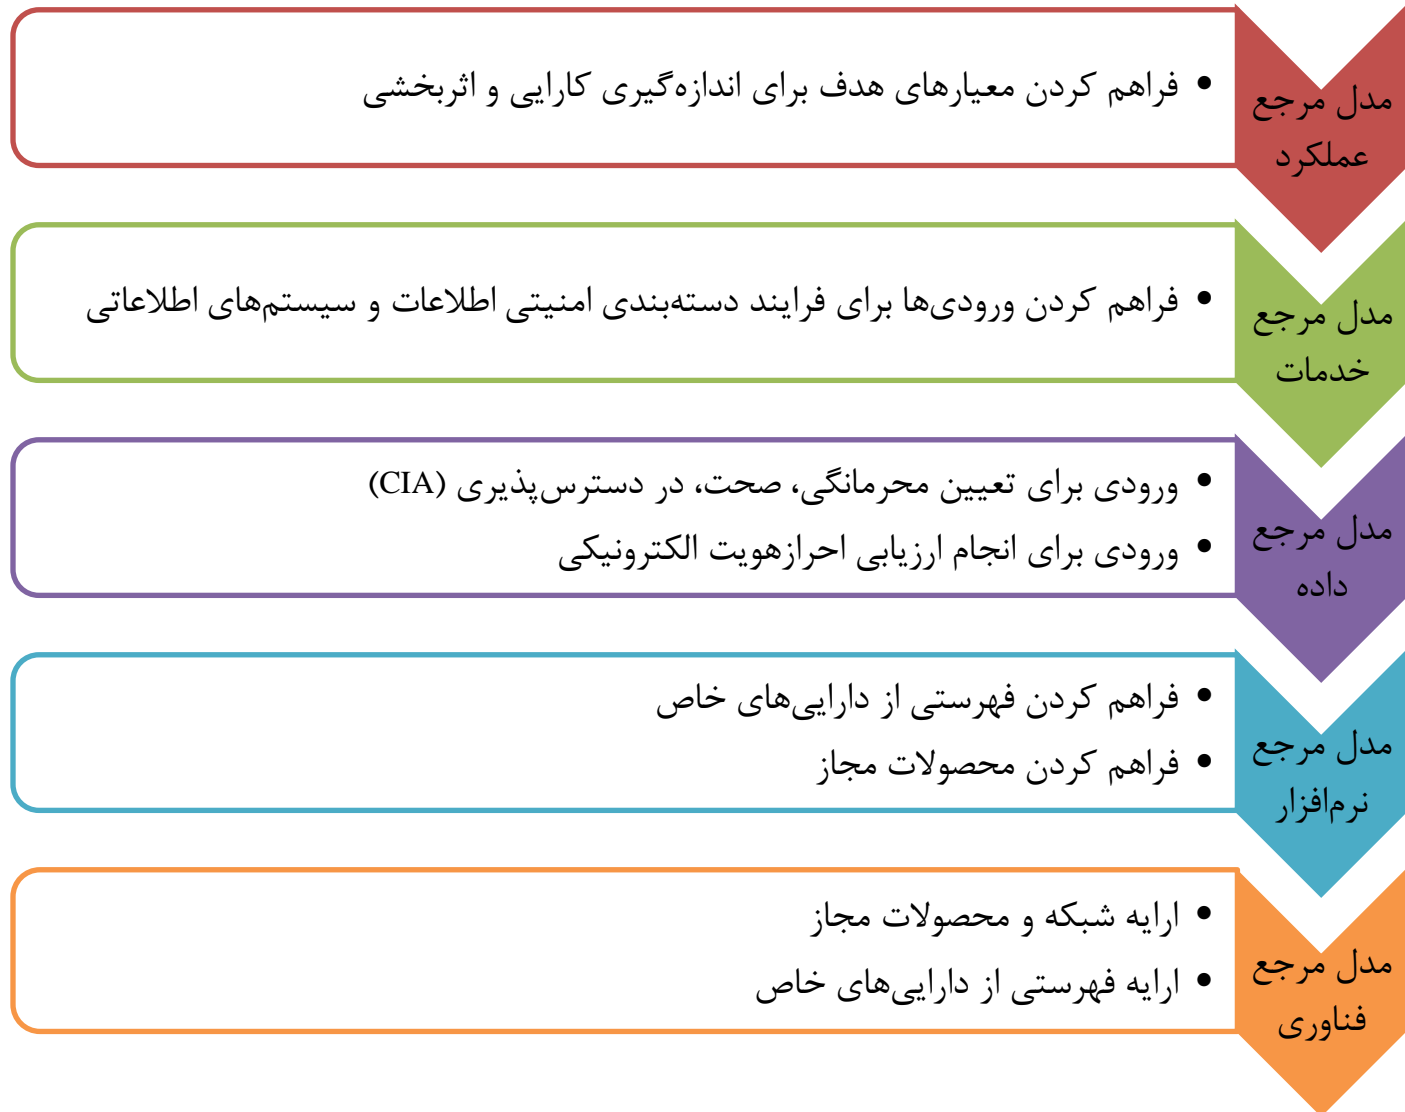 مدل مرجع
عملکرد
• فراهم کردن معیارهای هدف برای اندازه‌گیری کارایی و اثربخشی
مدل مرجع
خدمات
• فراهم کردن ورودی‌ها برای فرایند دسته‌بندی امنیتی اطلاعات و سیستم‌های اطلاعاتی
مدل مرجع
داده
• ورودی برای تعیین محرمانگی، صحت، در دسترس‌پذیری (CIA)
• ورودی برای انجام ارزیابی احرازهویت الکترونیکی
مدل مرجع
نرم‌افزار
• فراهم کردن فهرستی از دارایی‌های خاص
• فراهم کردن محصولات مجاز
مدل مرجع
فناوری
• ارایه شبکه و محصولات مجاز
• ارایه فهرستی از دارایی‌های خاص